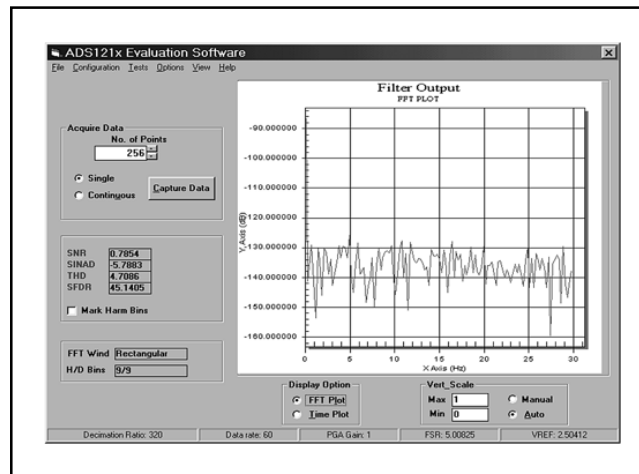 ADS121x Evaluation Software
File Configuration Tests Options View Help
Acquire Data
No. of Points
256
Single
Continuous
Capture Data
SNR 0.7854
SINAD -5.7883
THD 4.7086
SFDR 45.1405
Mark Harm Bins
FFT Wind Rectangular
H/D Bins 9/9
Filter Output
FFT PLOT
Y.Axis (dB)
-90.000000
-100.000000
-110.000000
-120.000000
-130.000000
-140.000000
-150.000000
-160.000000
0 5 10 15 20 25 30
X.Axis (Hz)
Display Option
FFT Plot
Time Plot
Vert_Scale
Max 1
Min 0
Manual
Auto
Decimation Ratio: 320 Data rate: 60 PGA Gain: 1 FSR: 5.00825 VREF: 2.50412